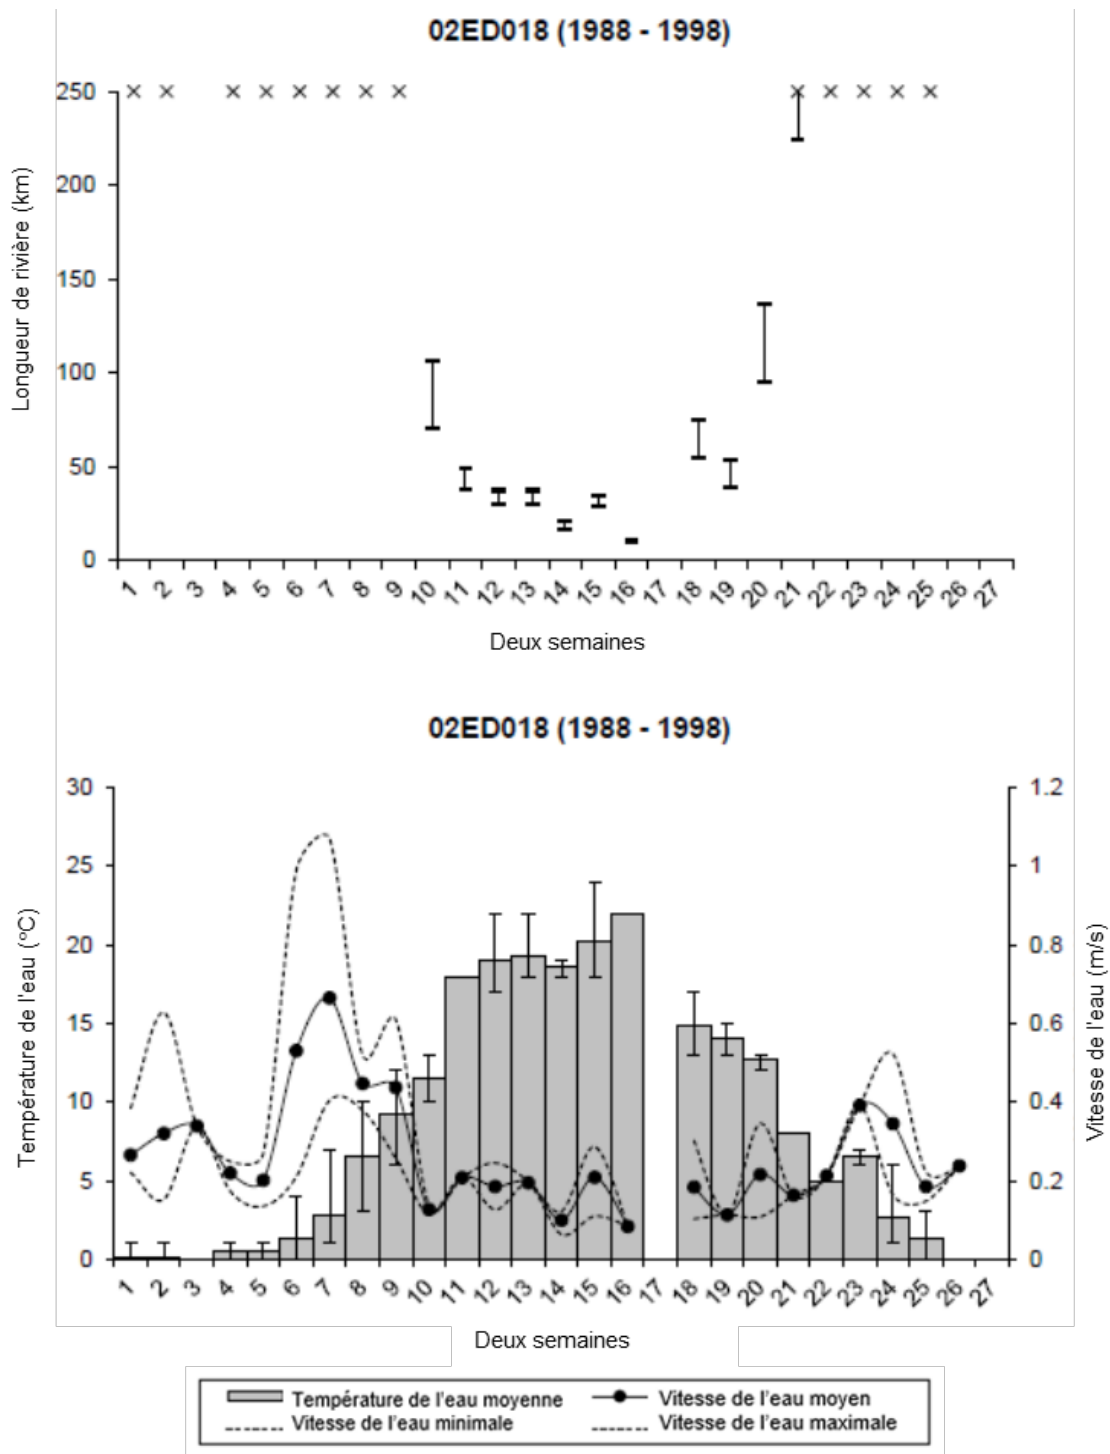 02ED018 (1988 - 1998)
Longueur de rivière (km)
250
200
150
100
50
0
1 2 3 4 5 6 7 8 9 10 11 12 13 14 15 16 17 18 19 20 21 22 23 24 25 26 27
Deux semaines
02ED018 (1988 - 1998)
Température de l'eau (°C)
30
25
20
15
10
5
0
Vitesse de l'eau (m/s)
1.2
1
0.8
0.6
0.4
0.2
0
1 2 3 4 5 6 7 8 9 10 11 12 13 14 15 16 17 18 19 20 21 22 23 24 25 26 27
Deux semaines
Température de l'eau moyenne
Vitesse de l'eau moyen
Vitesse de l'eau minimale
Vitesse de l'eau maximale